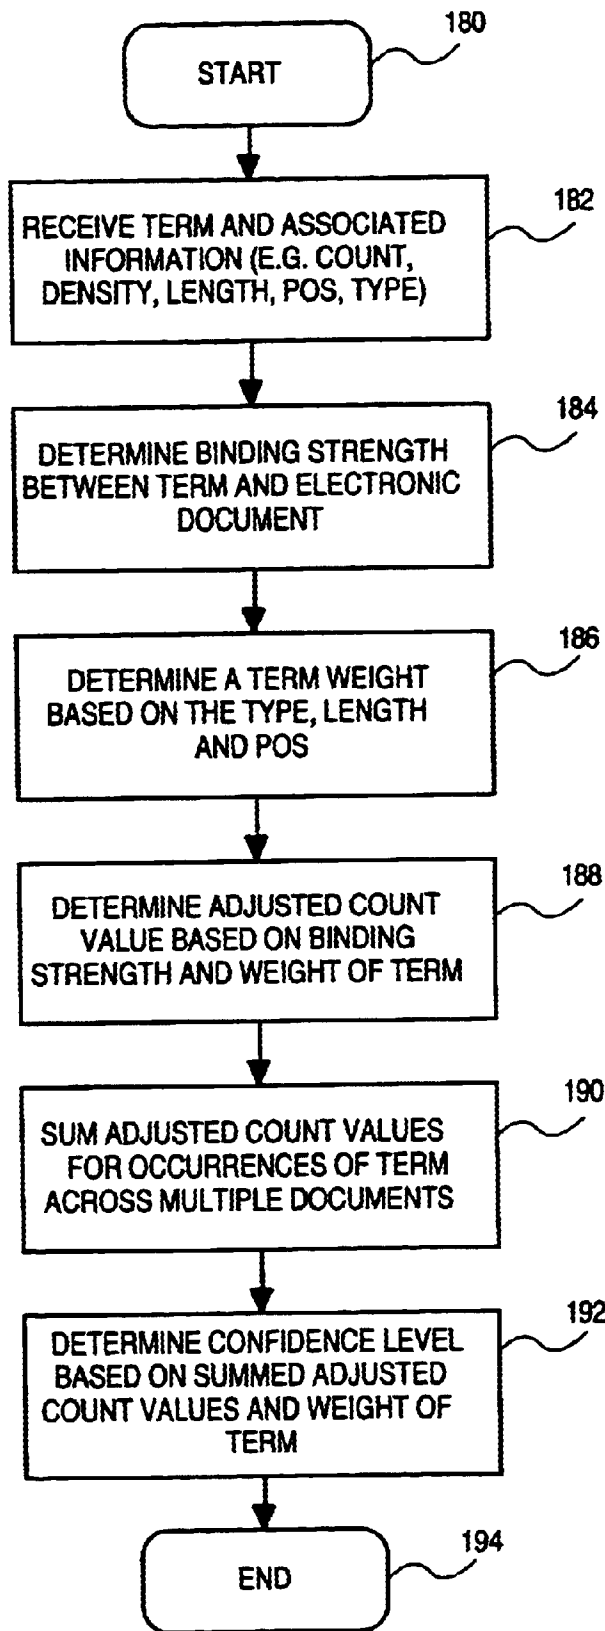 180
START
182
RECEIVE TERM AND ASSOCIATED
INFORMATION (E.G. COUNT,
DENSITY, LENGTH, POS, TYPE)
184
DETERMINE BINDING STRENGTH
BETWEEN TERM AND ELECTRONIC
DOCUMENT
186
DETERMINE A TERM WEIGHT
BASED ON THE TYPE, LENGTH
AND POS
188
DETERMINE ADJUSTED COUNT
VALUE BASED ON BINDING
STRENGTH AND WEIGHT OF TERM
190
SUM ADJUSTED COUNT VALUES
FOR OCCURRENCES OF TERM
ACROSS MULTIPLE DOCUMENTS
192
DETERMINE CONFIDENCE LEVEL
BASED ON SUMMED ADJUSTED
COUNT VALUES AND WEIGHT OF
TERM
194
END